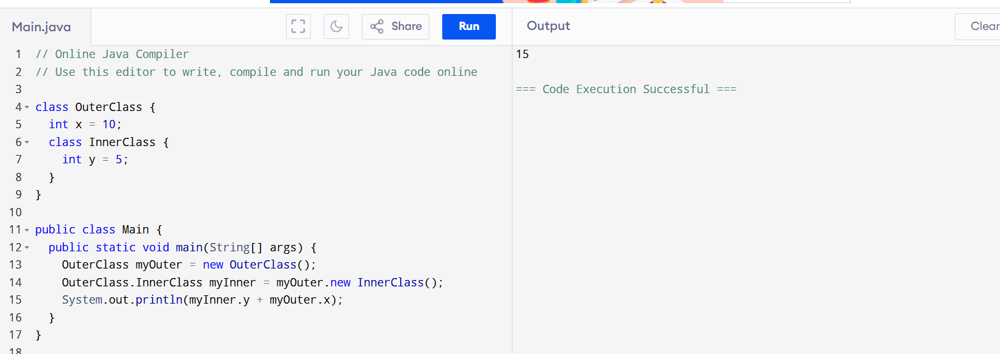 Main.java
Share
Run
Output
Clear
1 // Online Java Compiler
2 // Use this editor to write, compile and run your Java code online
3
4 class OuterClass {
5 int x = 10;
6 class InnerClass {
7 int y = 5;
8 }
9 }
10
11 public class Main {
12 public static void main(String[] args) {
13 OuterClass myOuter = new OuterClass();
14 OuterClass.InnerClass myInner = myOuter.new InnerClass();
15 System.out.println(myInner.y + myOuter.x);
16 }
17 }
18
15
=== Code Execution Successful ===